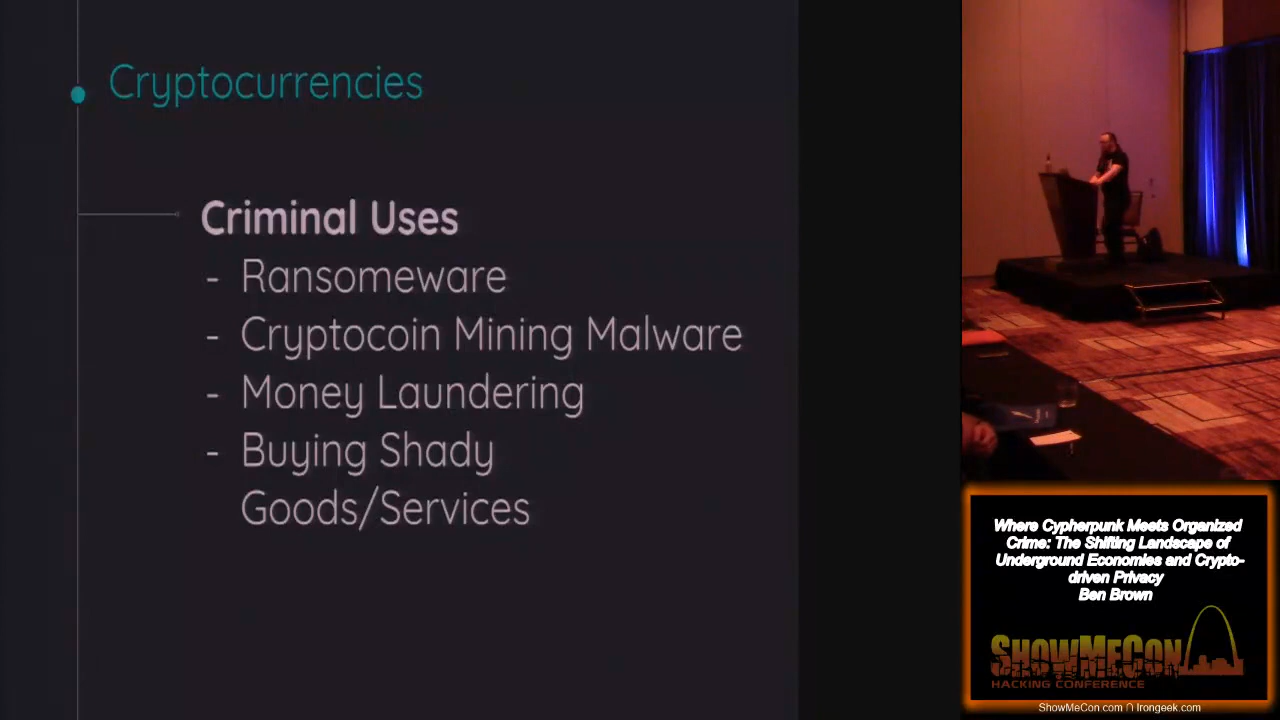 Cryptocurrencies
Criminal Uses
- Ransomeware
- Cryptocoin Mining Malware
- Money Laundering
- Buying Shady
Goods/Services
Where Cypherpunk Meets Organized
Crime: The Shifting Landscape of
Underground Economies and Crypto-
driven Privacy
Ben Brown
ShowMeCon
HACKING CONFERENCE
ShowMeCon.com ∩ Irongeek.com